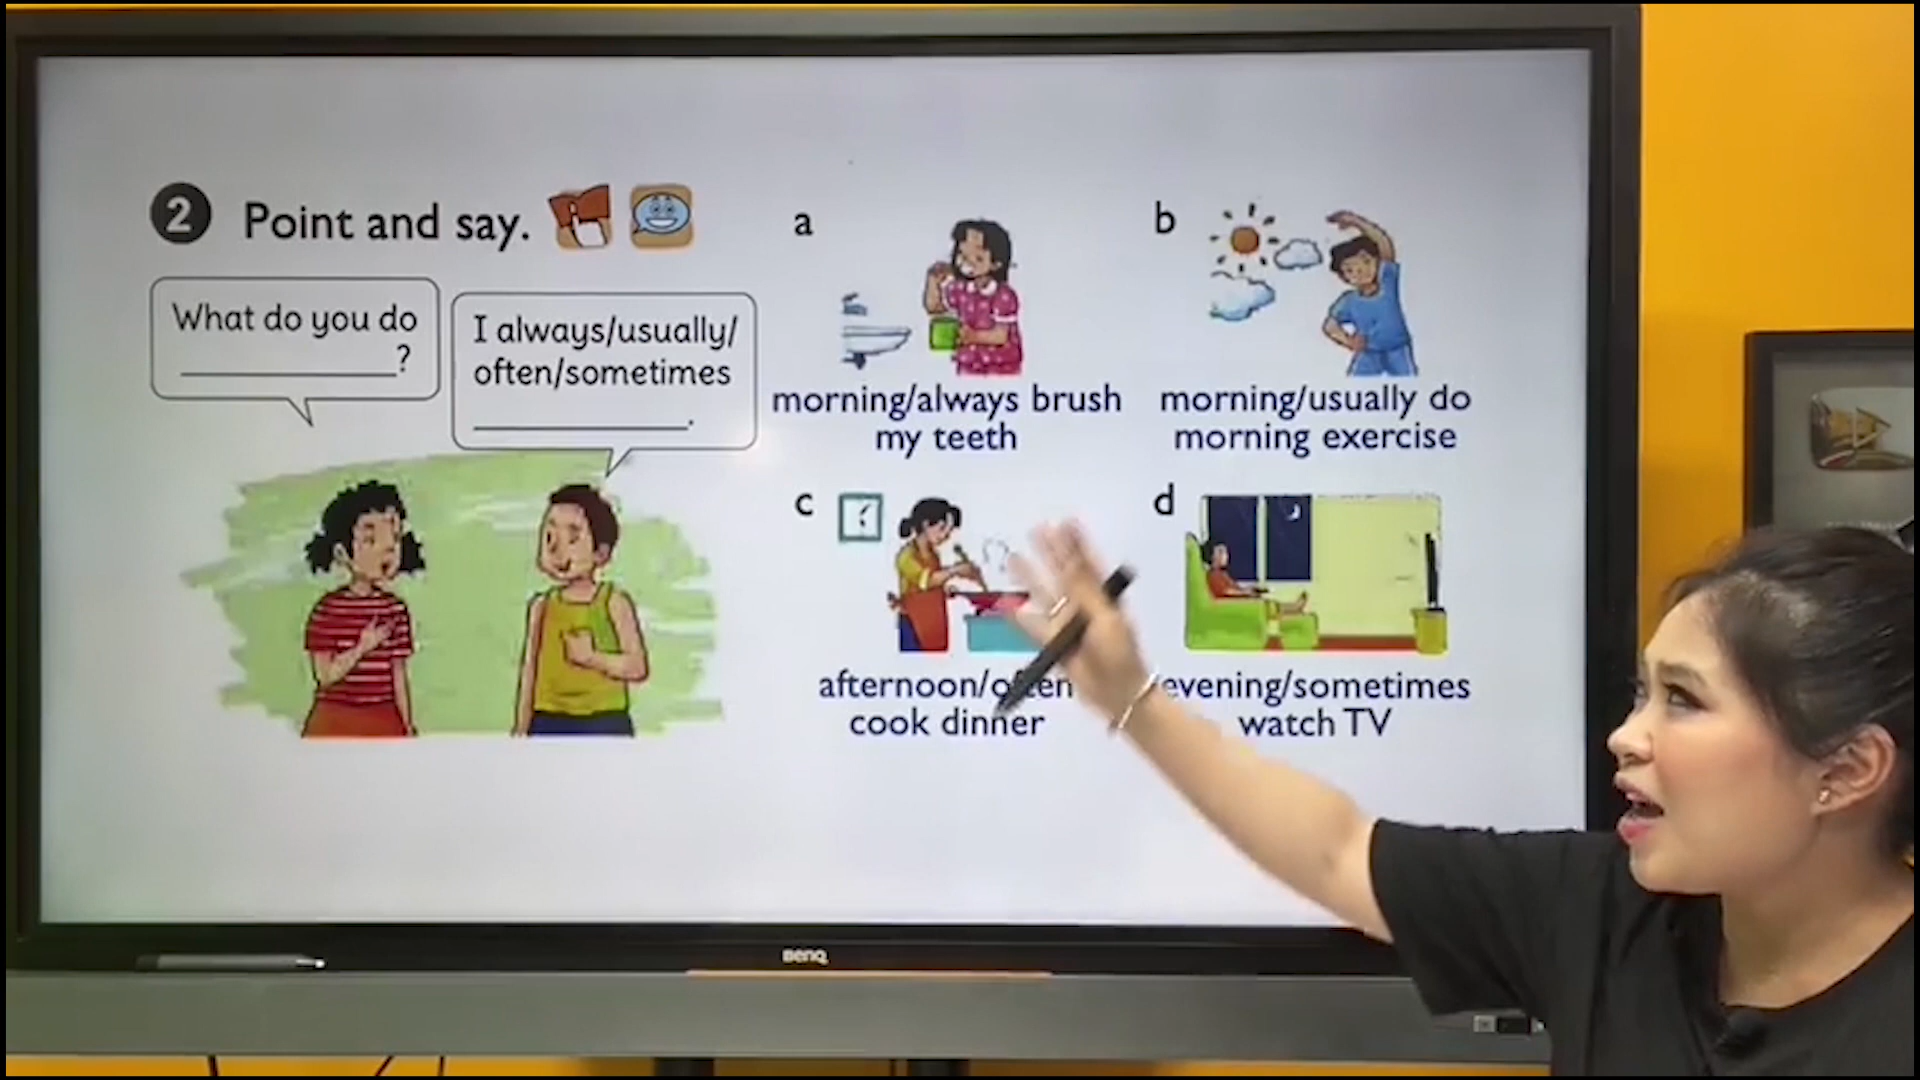 2 Point and say.
What do you do
?
I always/usually/
often/sometimes
.
a
morning/always brush
my teeth
b
morning/usually do
morning exercise
c
afternoon/often
cook dinner
d
evening/sometimes
watch TV
BenQ